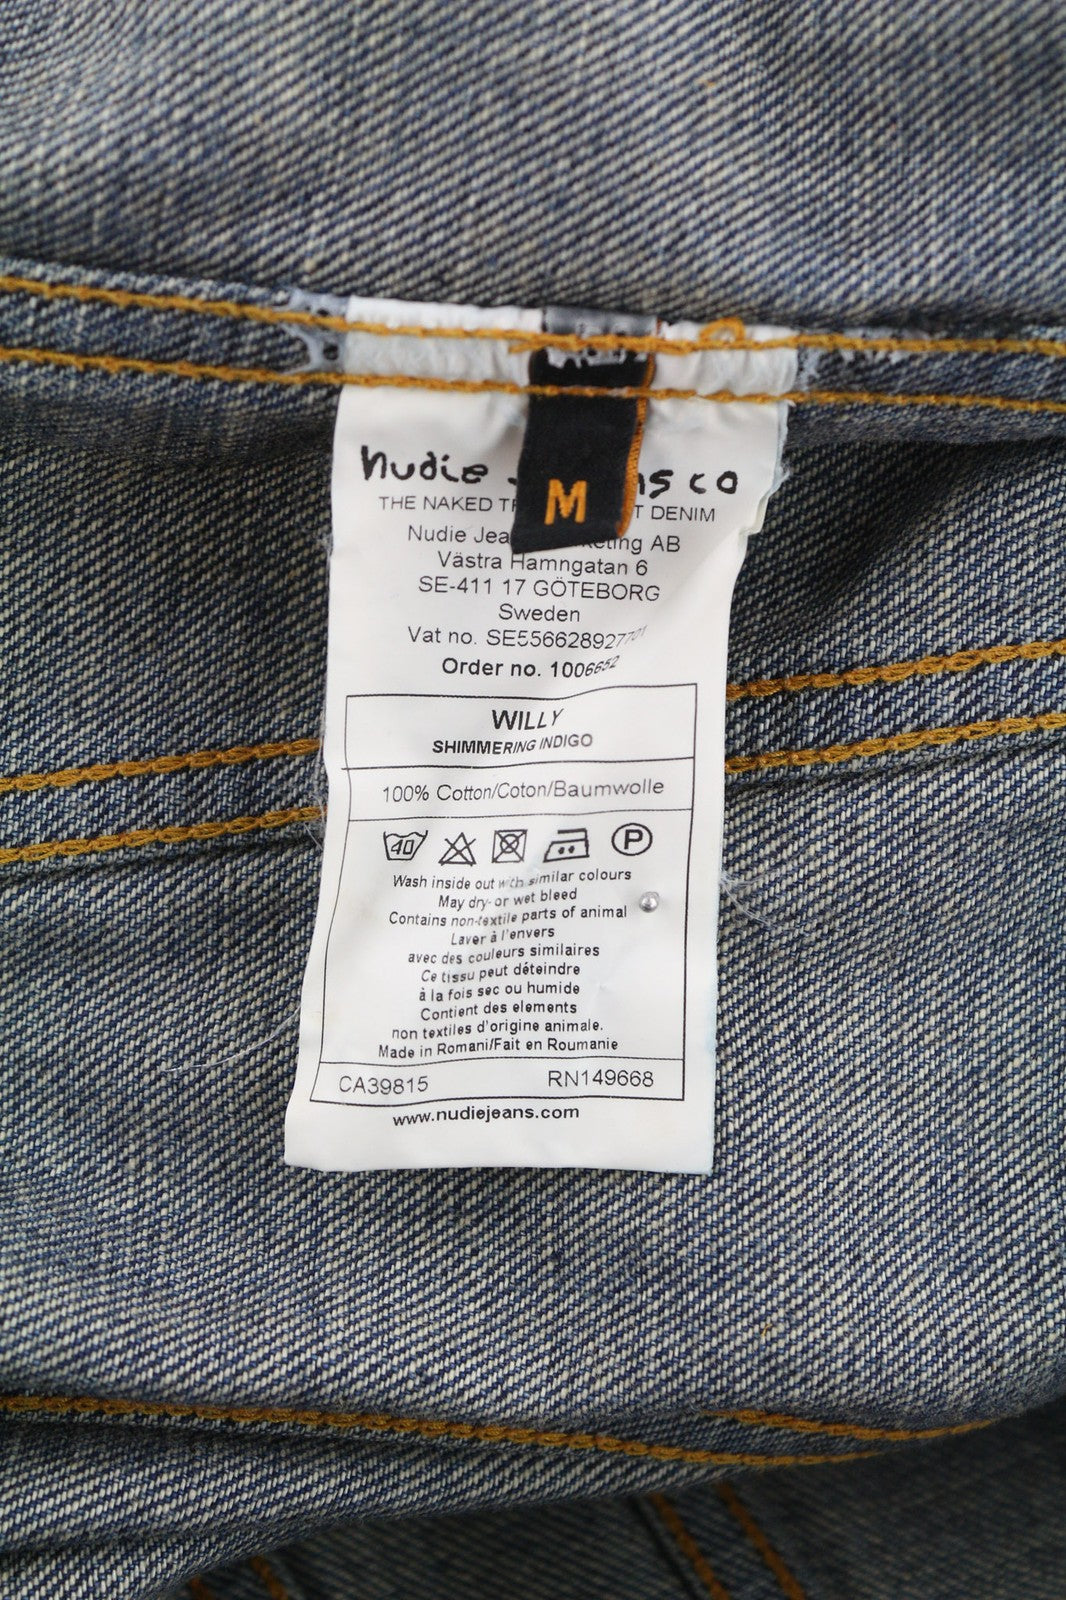 nudie co
M
THE NAKED DENIM
Nudie AB
Västra Hamngatan 6
SE-411 17 GÖTEBORG
Sweden
Vat no. SE556628927701
Order no. 1006652
WILLY
SHIMMERING INDIGO
100% Cotton/Coton/Baumwolle
40 P
Wash inside out with similar colours
May dry- or wet bleed
Contains non-textile parts of animal
Laver à l'envers
avec des couleurs similaires
Ce tissu peut déteindre
à la fois sec ou humide
Contient des elements
non textiles d'origine animale.
Made in Romani/Fait en Roumanie
CA39815 RN149668
www.nudiejeans.com